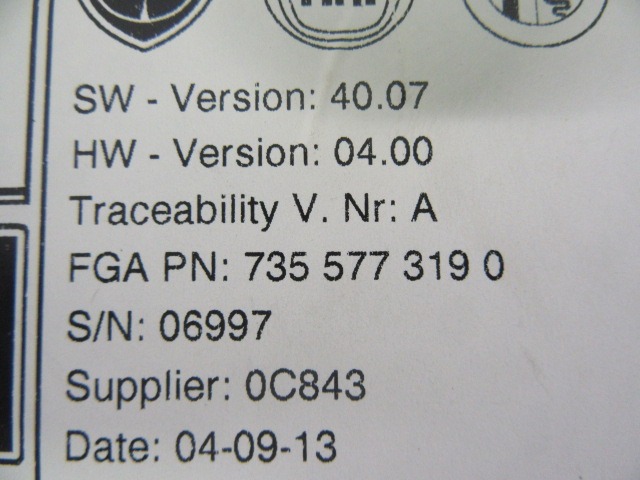 SW - Version: 40.07
HW - Version: 04.00
Traceability V. Nr: A
FGA PN: 735 577 319 0
S/N: 06997
Supplier: 0C843
Date: 04-09-13